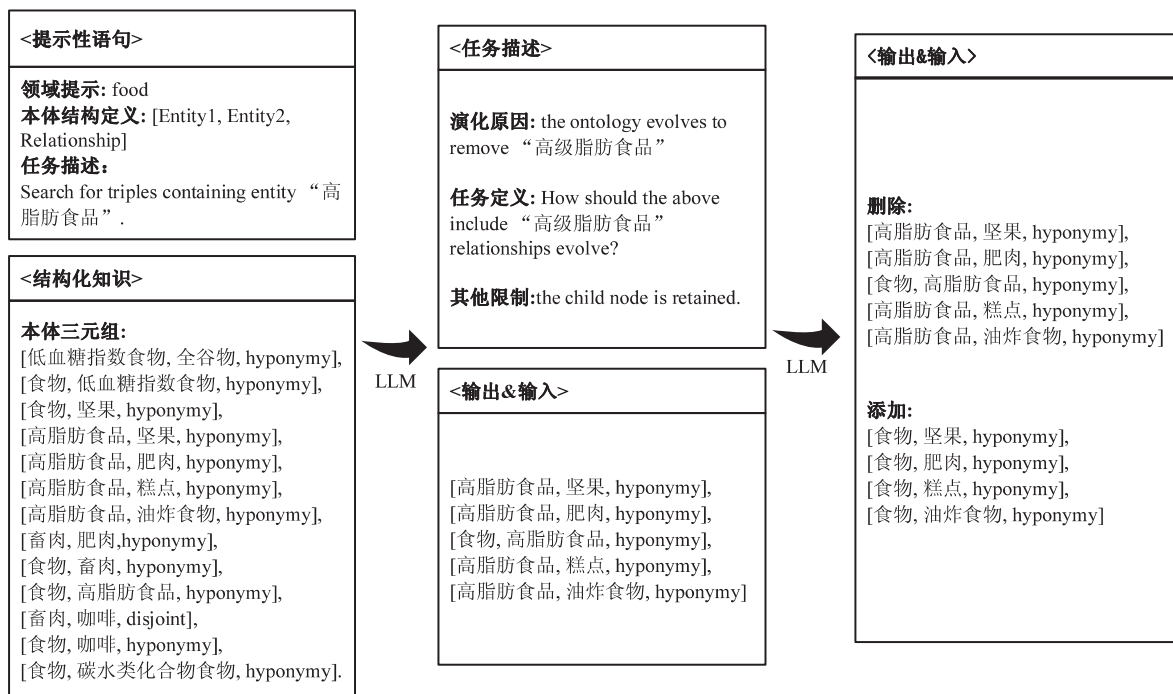 <提示性语句>
领域提示: food
本体结构定义: [Entity1, Entity2,
Relationship]
任务描述：
Search for triples containing entity “高
脂肪食品”.
<结构化知识>
本体三元组:
[低血糖指数食物, 全谷物, hyponymy],
[食物, 低血糖指数食物, hyponymy],
[食物, 坚果, hyponymy],
[高脂肪食品, 坚果, hyponymy],
[高脂肪食品, 肥肉, hyponymy],
[高脂肪食品, 糕点, hyponymy],
[高脂肪食品, 油炸食物, hyponymy],
[畜肉, 肥肉,hyponymy],
[食物, 畜肉, hyponymy],
[食物, 高脂肪食品, hyponymy],
[畜肉, 咖啡, disjoint],
[食物, 咖啡, hyponymy],
[食物, 碳水类化合物食物, hyponymy].
LLM
<任务描述>
演化原因: the ontology evolves to
remove “高级脂肪食品”
任务定义: How should the above
include “高级脂肪食品”
relationships evolve?
其他限制:the child node is retained.
<输出&输入>
[高脂肪食品, 坚果, hyponymy],
[高脂肪食品, 肥肉, hyponymy],
[食物, 高脂肪食品, hyponymy],
[高脂肪食品, 糕点, hyponymy],
[高脂肪食品, 油炸食物, hyponymy]
LLM
<输出&输入>
删除:
[高脂肪食品, 坚果, hyponymy],
[高脂肪食品, 肥肉, hyponymy],
[食物, 高脂肪食品, hyponymy],
[高脂肪食品, 糕点, hyponymy],
[高脂肪食品, 油炸食物, hyponymy]
添加:
[食物, 坚果, hyponymy],
[食物, 肥肉, hyponymy],
[食物, 糕点, hyponymy],
[食物, 油炸食物, hyponymy]